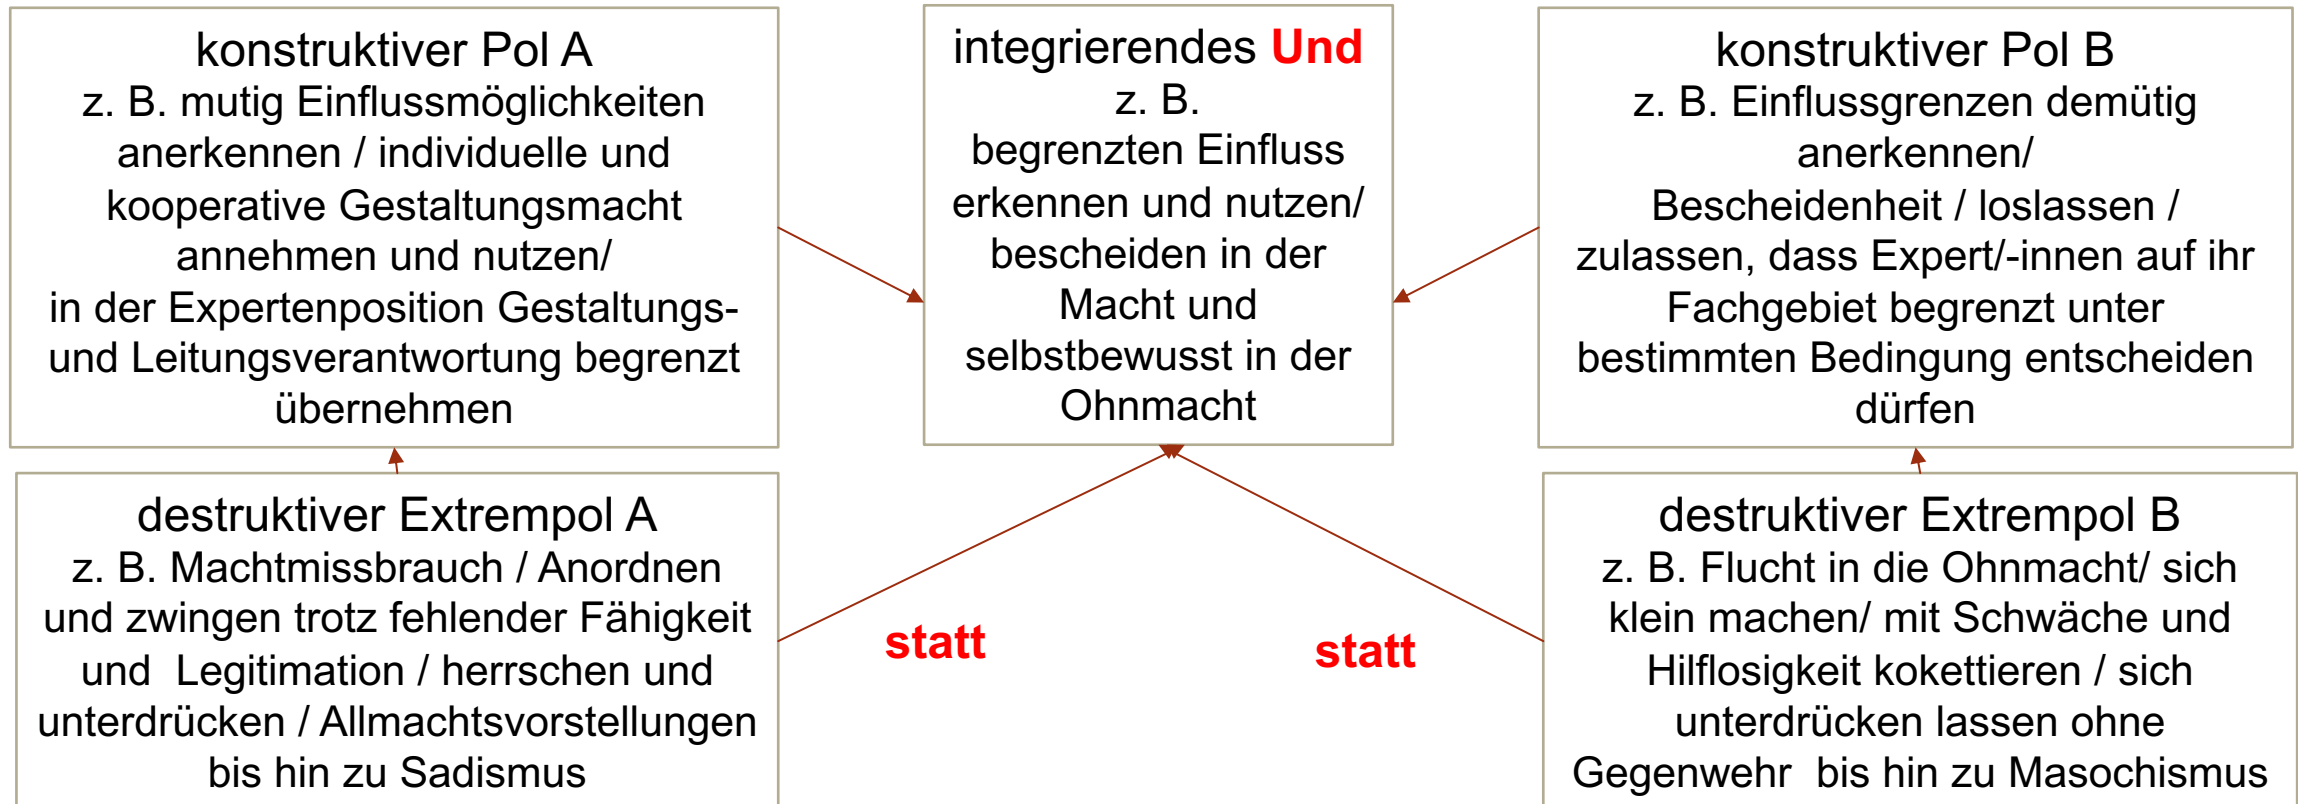 konstruktiver Pol A
z. B. mutig Einflussmöglichkeiten
anerkennen / individuelle und
kooperative Gestaltungsmacht
annehmen und nutzen/
in der Expertenposition Gestaltungs-
und Leitungsverantwortung begrenzt
übernehmen
integrierendes Und
z. B.
begrenzten Einfluss
erkennen und nutzen/
bescheiden in der
Macht und
selbstbewusst in der
Ohnmacht
konstruktiver Pol B
z. B. Einflussgrenzen demütig
anerkennen/
Bescheidenheit / loslassen /
zulassen, dass Expert/-innen auf ihr
Fachgebiet begrenzt unter
bestimmten Bedingung entscheiden
dürfen
destruktiver Extrempol A
z. B. Machtmissbrauch / Anordnen
und zwingen trotz fehlender Fähigkeit
und Legitimation / herrschen und
unterdrücken / Allmachtsvorstellungen
bis hin zu Sadismus
statt
statt
destruktiver Extrempol B
z. B. Flucht in die Ohnmacht/ sich
klein machen/ mit Schwäche und
Hilflosigkeit kokettieren / sich
unterdrücken lassen ohne
Gegenwehr bis hin zu Masochismus